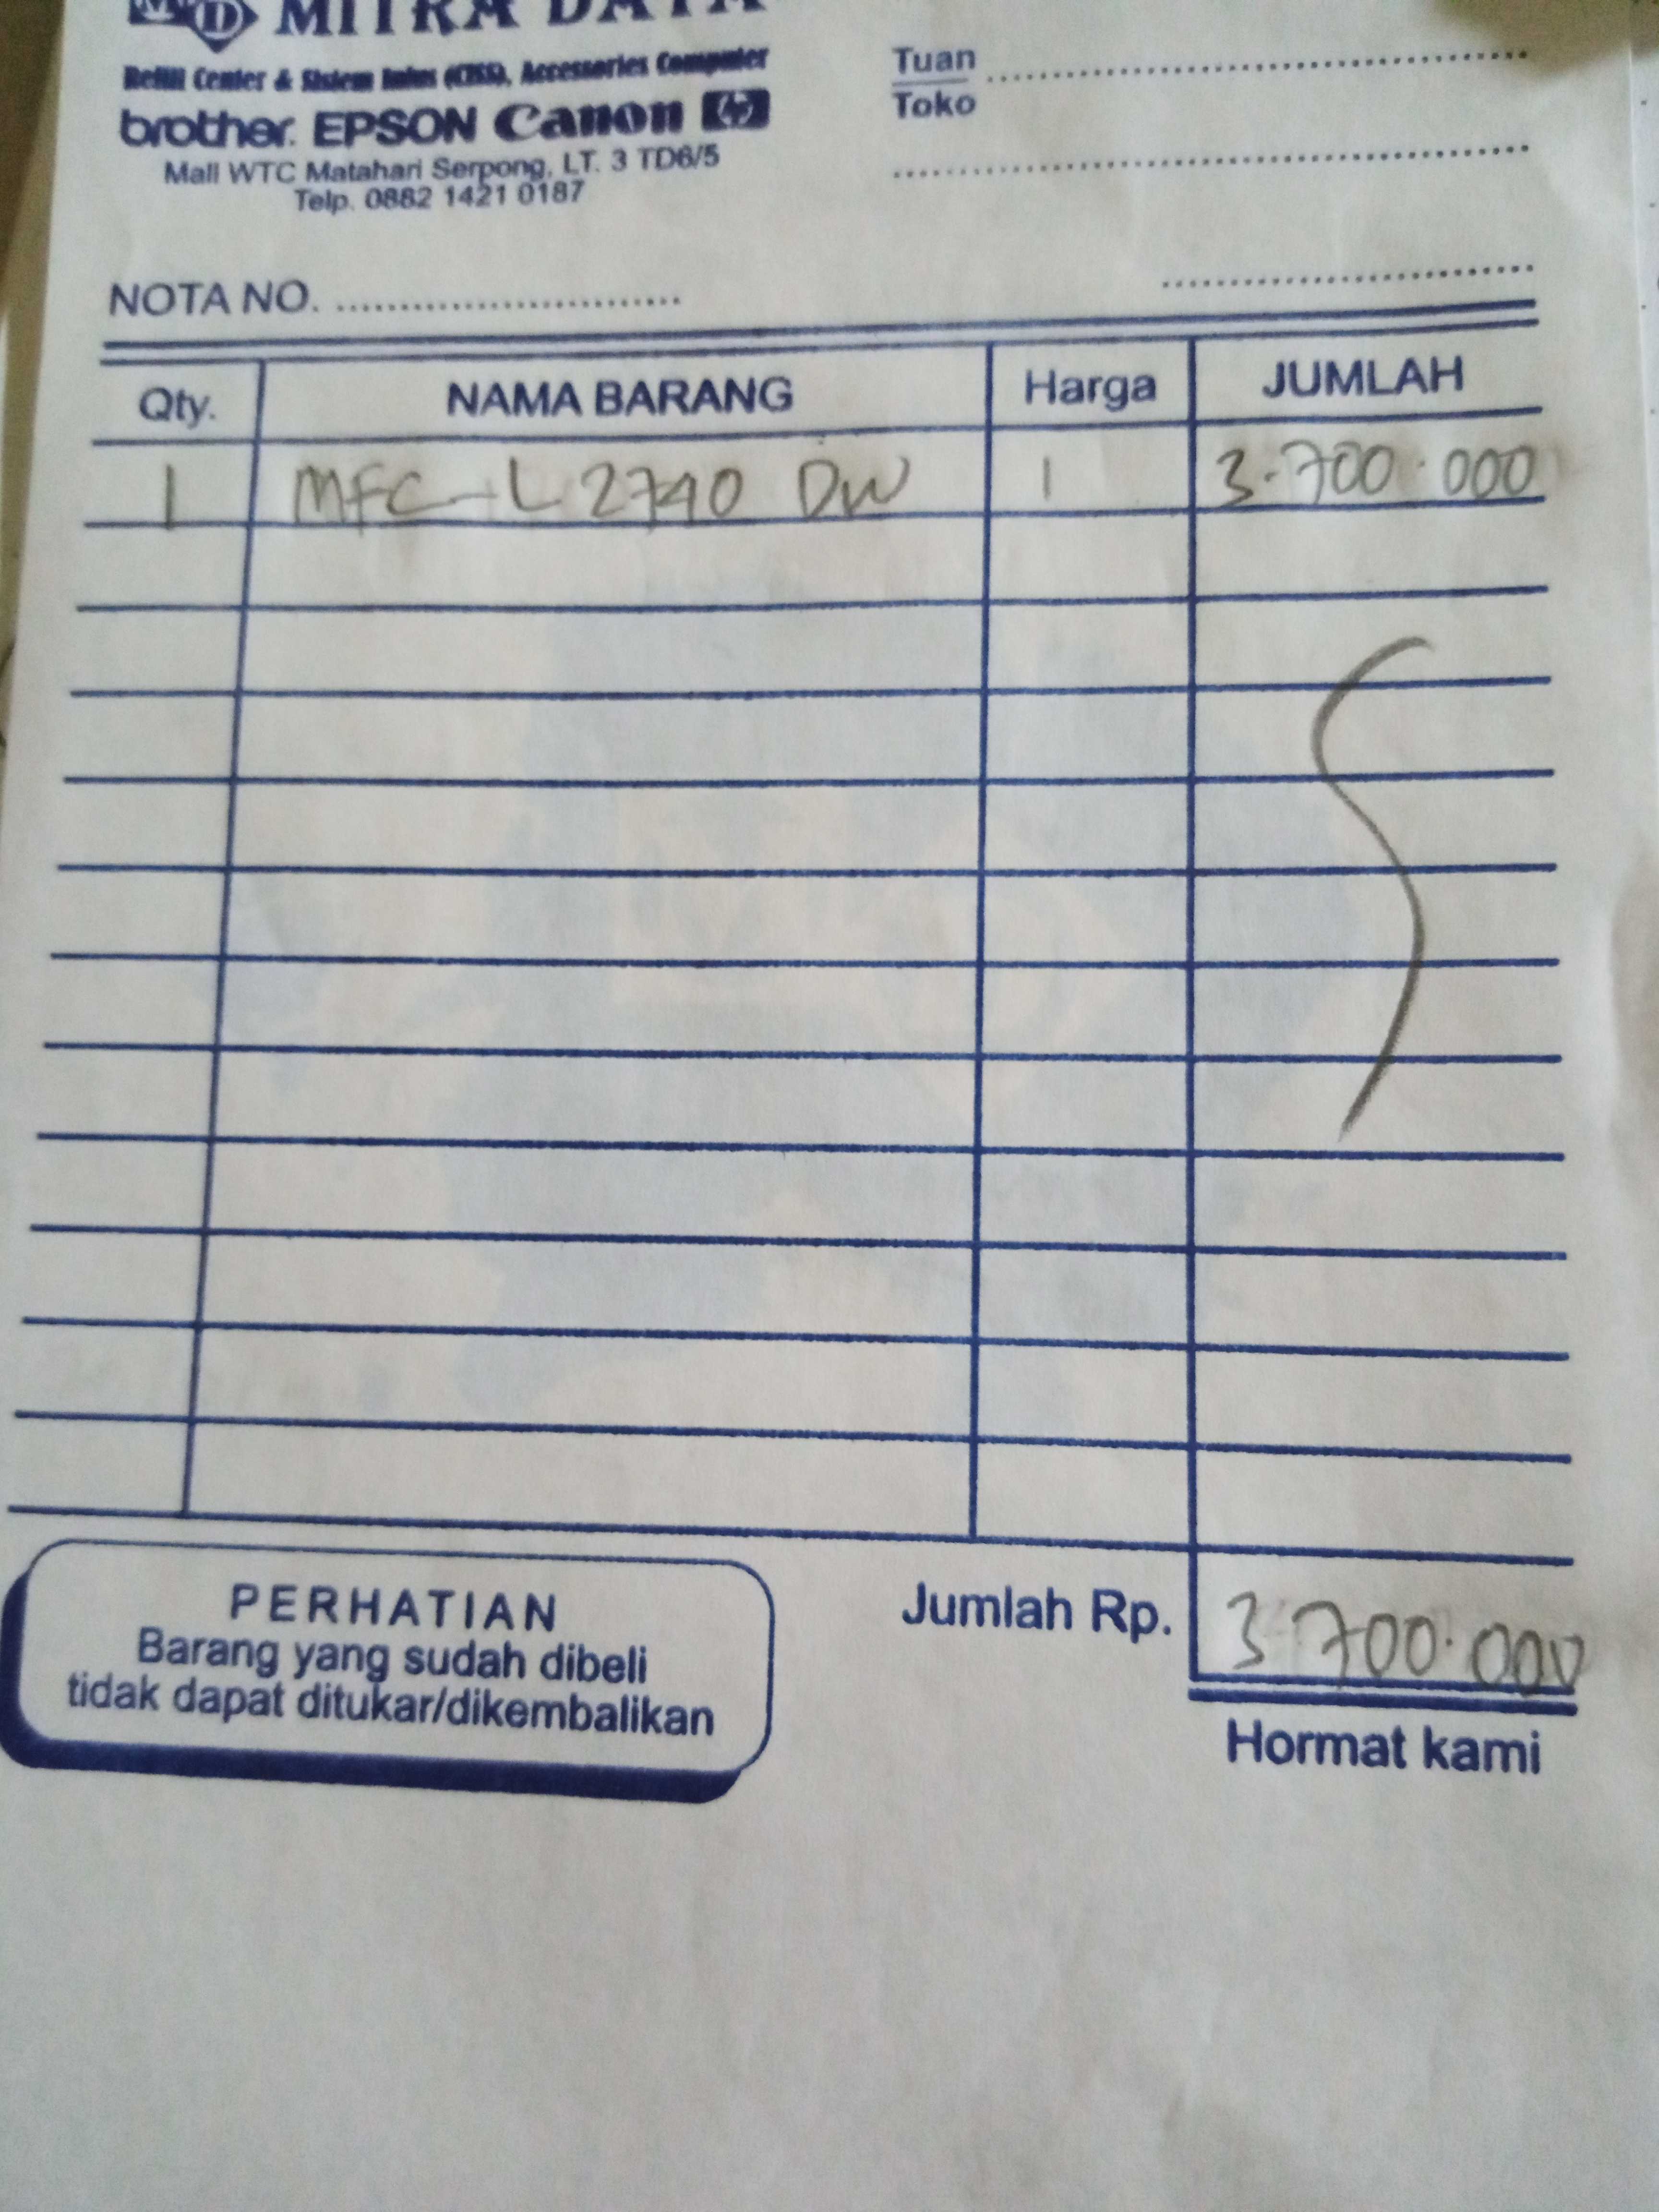 MD MITRA DATA
Refill Center & Sistem Infus (CISS), Accessories Computer
brother. EPSON Canon hp
Mall WTC Matahari Serpong, LT. 3 TD6/5
Telp. 0882 1421 0187
Tuan
Toko
NOTA NO.
Qty. NAMA BARANG Harga JUMLAH
1 MFC-L2740 DW 1 3.700.000
Jumlah Rp. 3 700.000
PERHATIAN
Barang yang sudah dibeli
tidak dapat ditukar/dikembalikan
Hormat kami